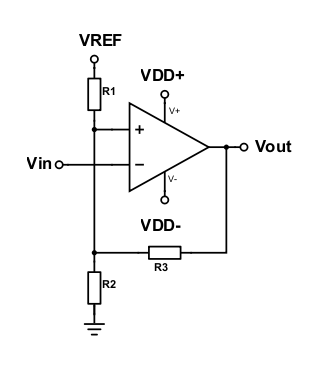 VREF
R1
VDD+
V+
+
Vin
−
Vout
V-
VDD-
R3
R2